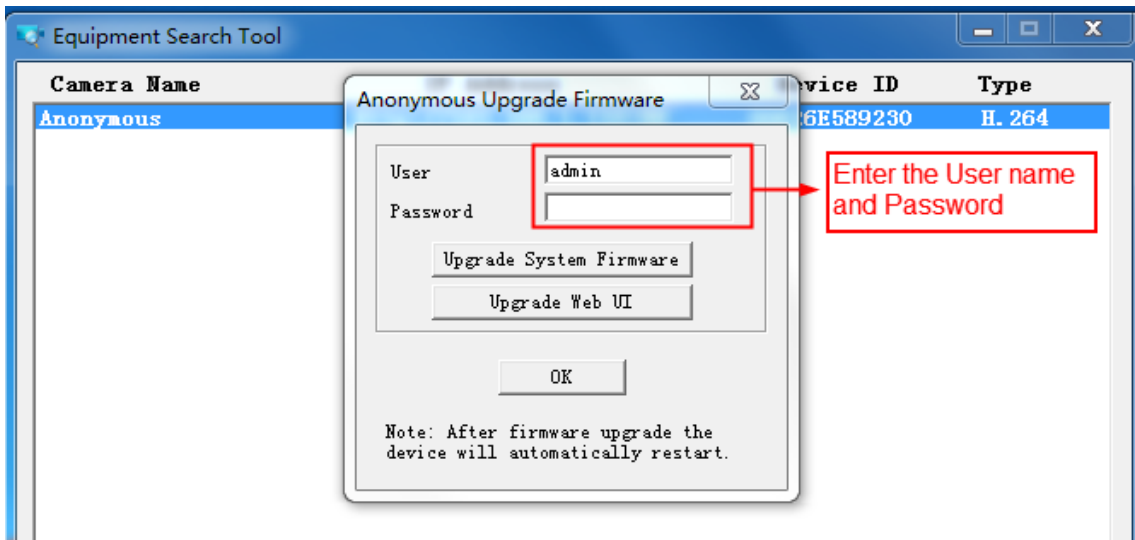 Equipment Search Tool
Camera Name Device ID Type
Anonymous Upgrade Firmware
Anonymous 6E589230 H.264
User admin
Enter the User name
and Password
Password
Upgrade System Firmware
Upgrade Web UI
OK
Note: After firmware upgrade the
device will automatically restart.